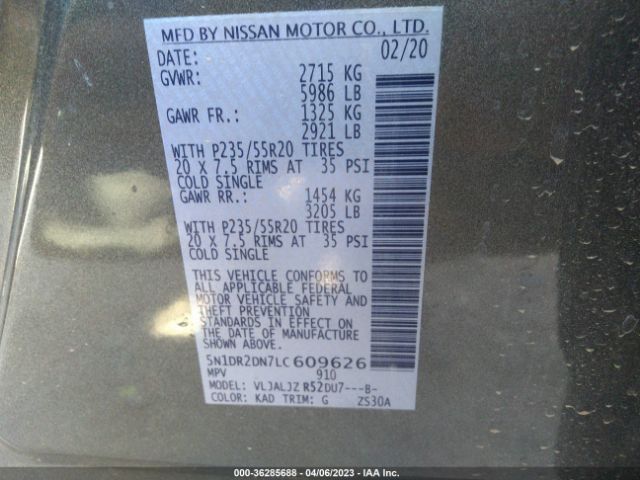 MFD BY NISSAN MOTOR CO., LTD.
DATE: 02/20
GVWR: 2715 KG
5986 LB
GAWR FR.: 1325 KG
2921 LB
WITH P235/55R20 TIRES
20 X 7.5 RIMS AT 35 PSI
COLD SINGLE
GAWR RR.: 1454 KG
3205 LB
WITH P235/55R20 TIRES
20 X 7.5 RIMS AT 35 PSI
COLD SINGLE
THIS VEHICLE CONFORMS TO
ALL APPLICABLE FEDERAL
MOTOR VEHICLE SAFETY AND
THEFT PREVENTION
STANDARDS IN EFFECT ON
THE DATE OF MANUFACTURE
SHOWN ABOVE.
5N1DR2DN7LC609626
MPV 910
MODEL: VLJALJZ R52DU7---B-
COLOR: KAD TRIM: G ZS30A
000-36285688 - 04/06/2023 - IAA Inc.